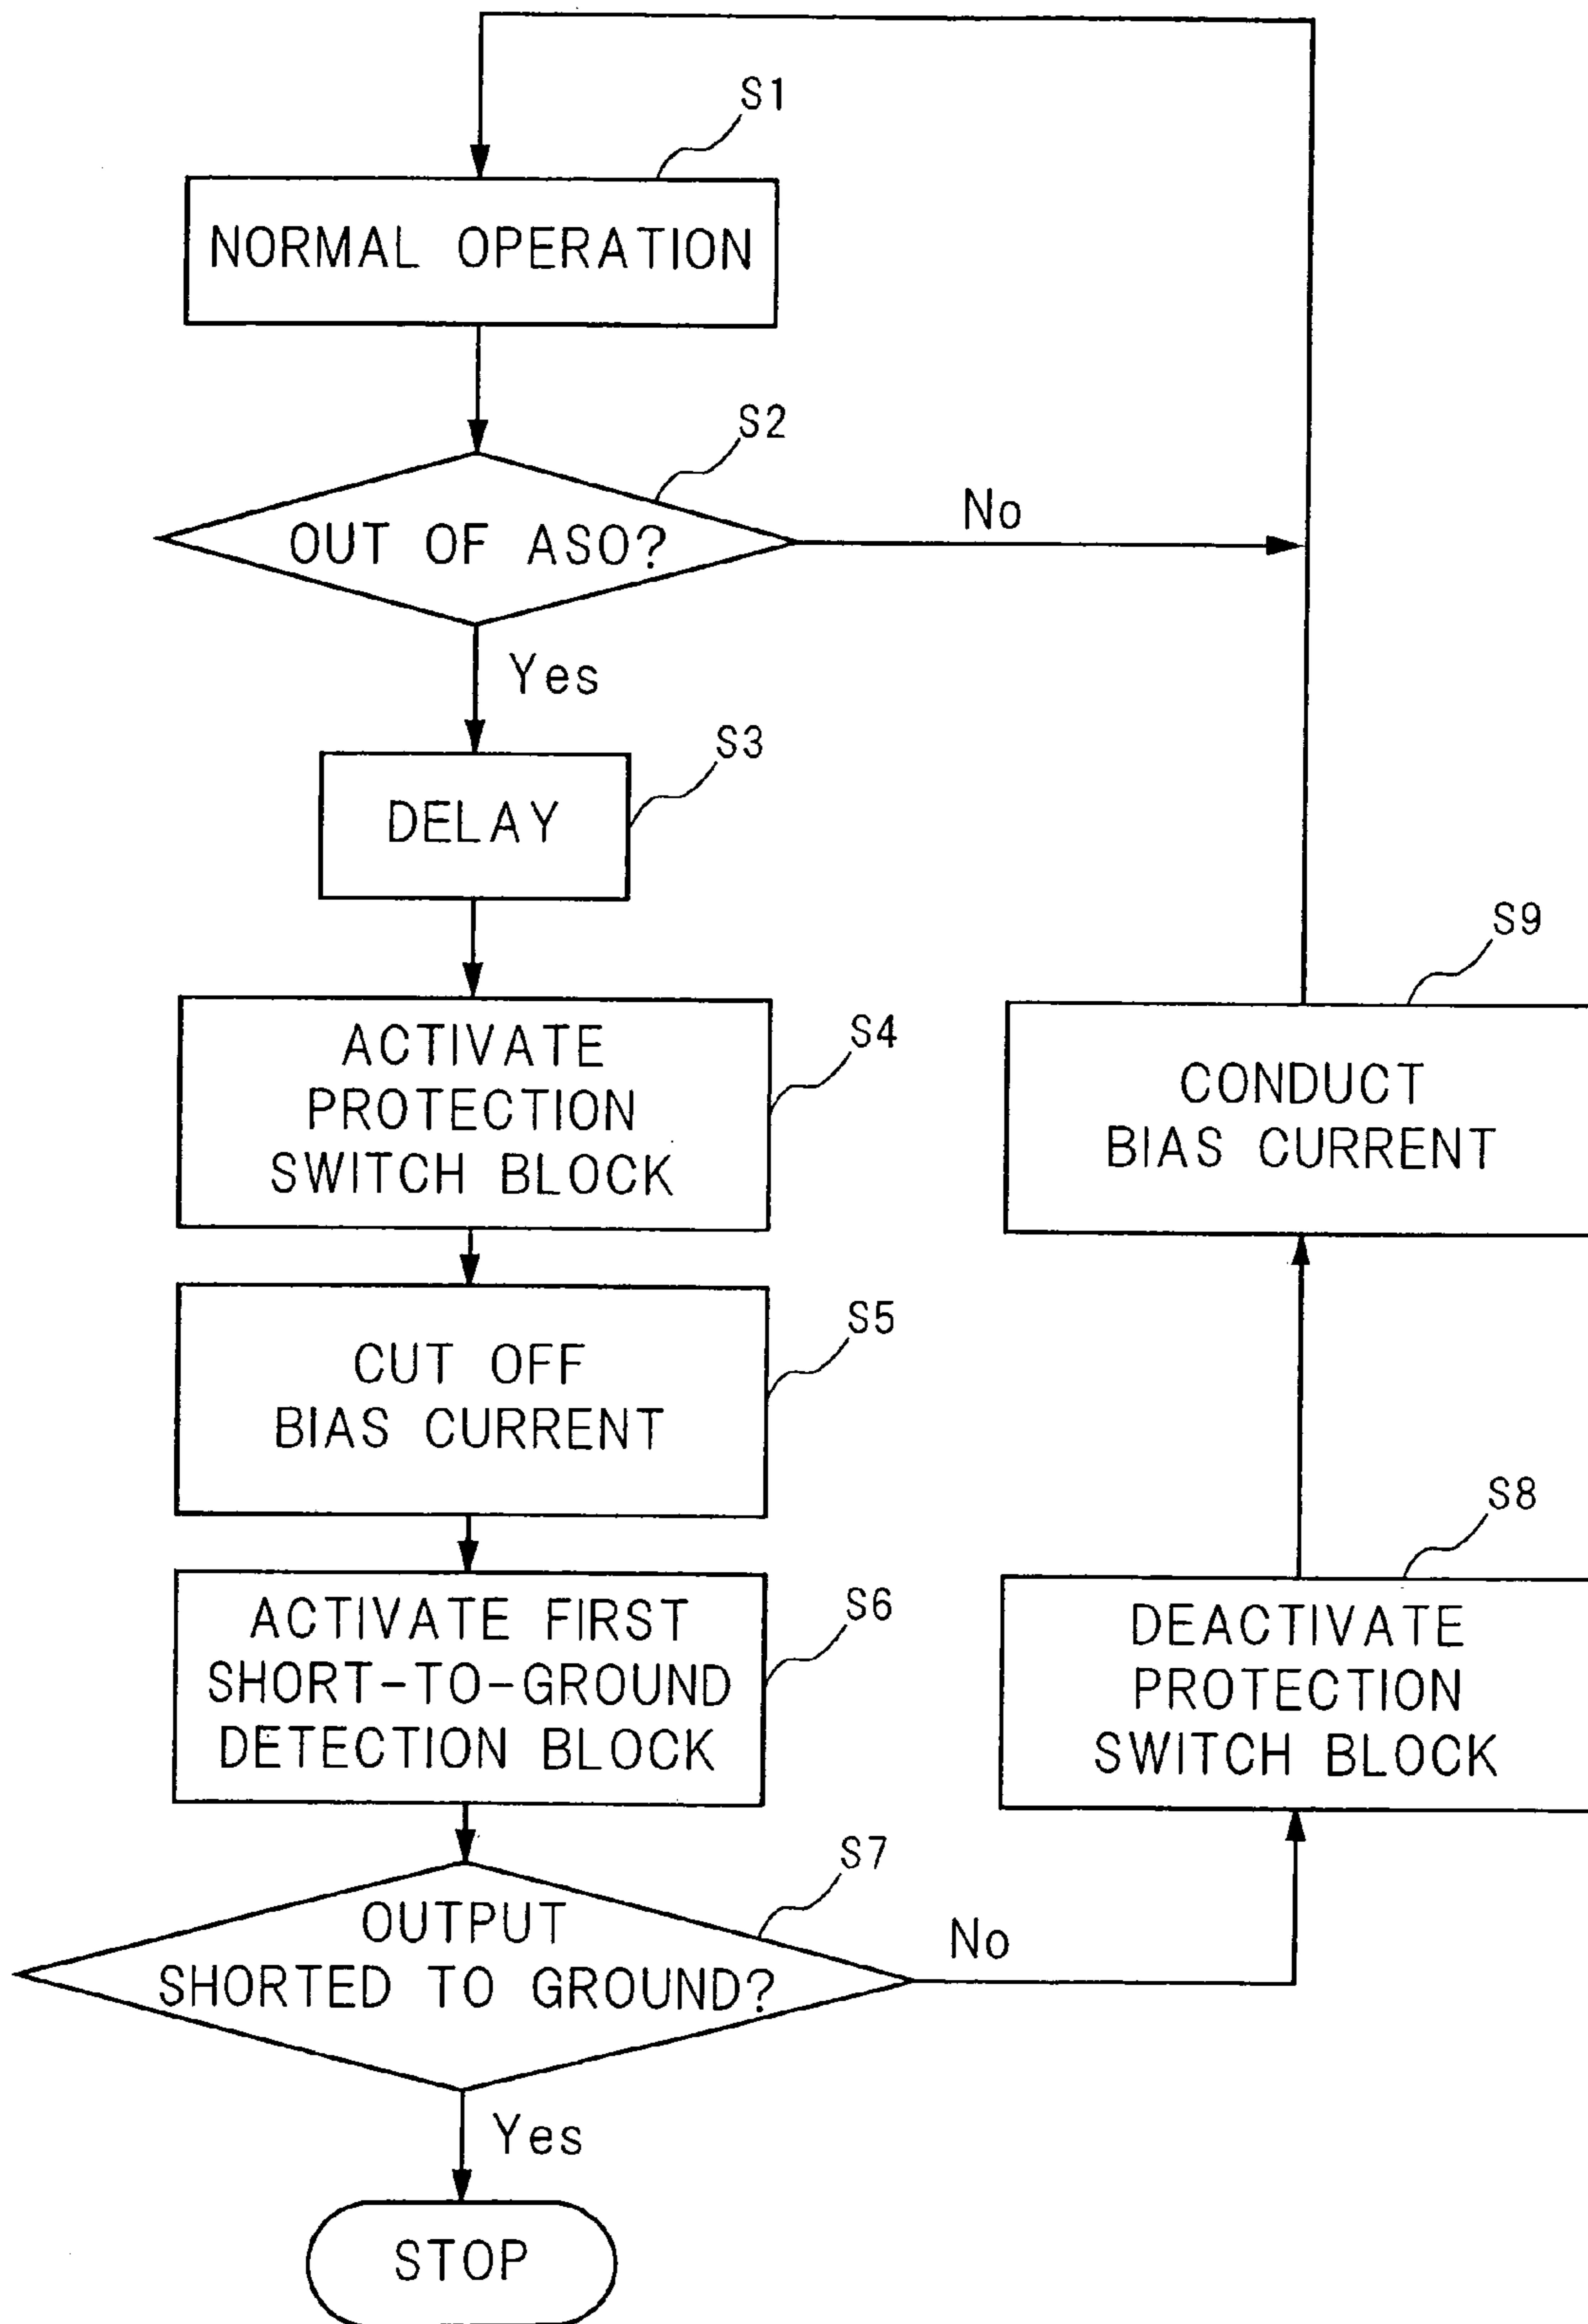 S1
NORMAL OPERATION
S2
OUT OF ASO?
No
Yes
S3
DELAY
S4
ACTIVATE
PROTECTION
SWITCH BLOCK
S5
CUT OFF
BIAS CURRENT
S6
ACTIVATE FIRST
SHORT-TO-GROUND
DETECTION BLOCK
S7
OUTPUT
SHORTED TO GROUND?
No
Yes
STOP
S8
DEACTIVATE
PROTECTION
SWITCH BLOCK
S9
CONDUCT
BIAS CURRENT